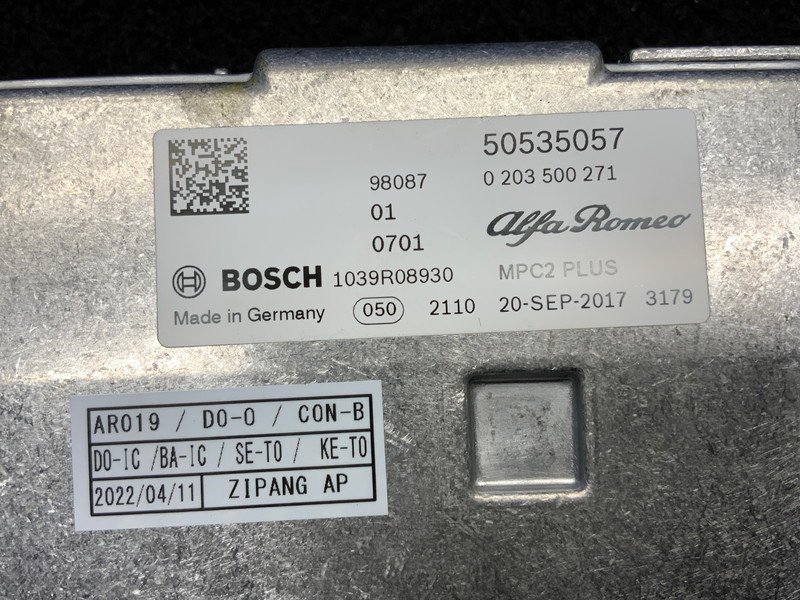 50535057
98087 0 203 500 271
01
Alfa Romeo
0701
BOSCH 1039R08930 MPC2 PLUS
Made in Germany 050 2110 20-SEP-2017 3179
AR019 / DO-O / CON-B
DO-IC /BA-IC / SE-TO / KE-TO
2022/04/11 ZIPANG AP